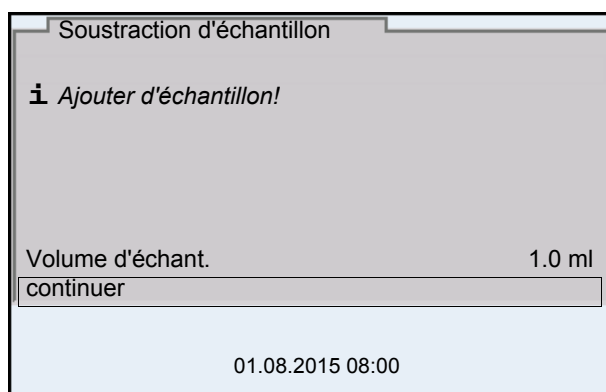 Soustraction d'échantillon
i Ajouter d'échantillon!
Volume d'échant. 1.0 ml
continuer
01.08.2015 08:00